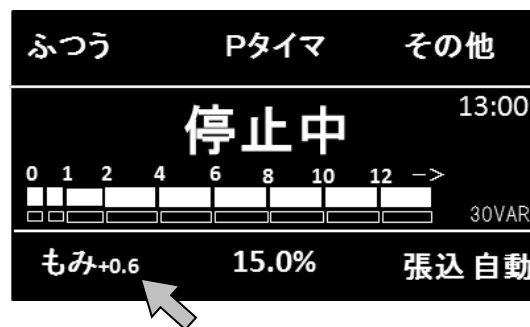 ふつう Pタイマ その他
13:00
停止中
0 1 2 4 6 8 10 12 ->
30VAR
もみ+0.6 15.0% 張込 自動